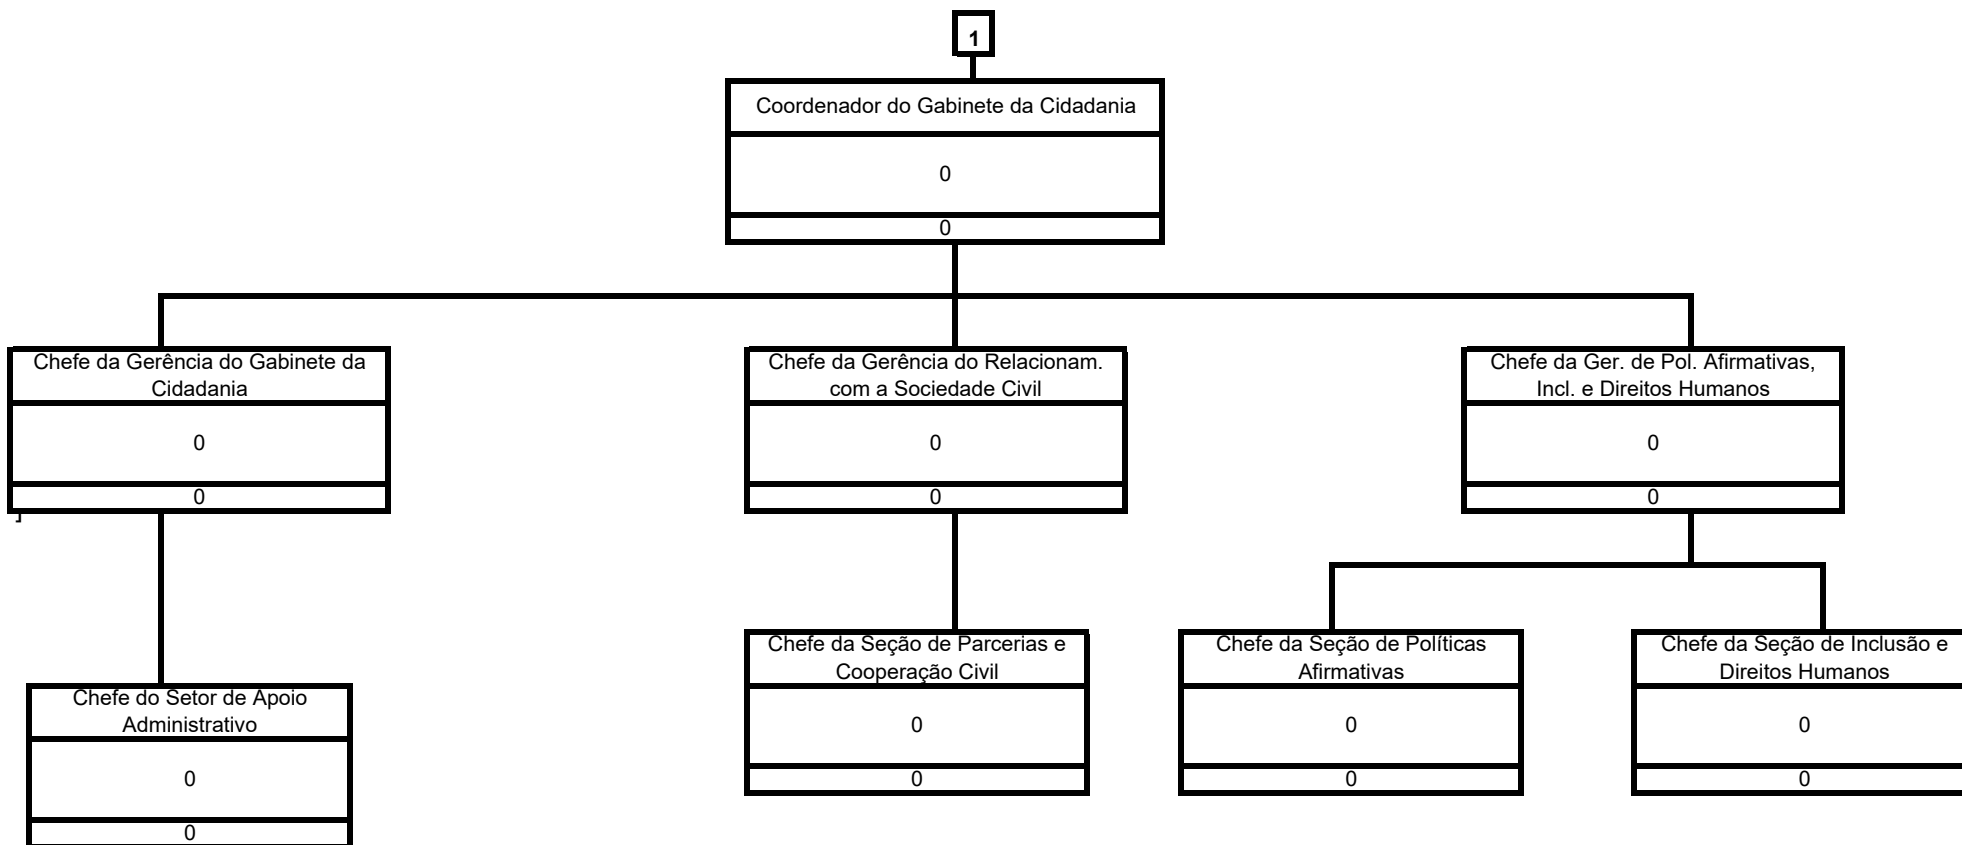 1
Coordenador do Gabinete da Cidadania
0
0
Chefe da Gerência do Gabinete da
Cidadania
0
0
Chefe da Gerência do Relacionam.
com a Sociedade Civil
0
0
Chefe da Ger. de Pol. Afirmativas,
Incl. e Direitos Humanos
0
0
Chefe do Setor de Apoio
Administrativo
0
0
Chefe da Seção de Parcerias e
Cooperação Civil
0
0
Chefe da Seção de Políticas
Afirmativas
0
0
Chefe da Seção de Inclusão e
Direitos Humanos
0
0